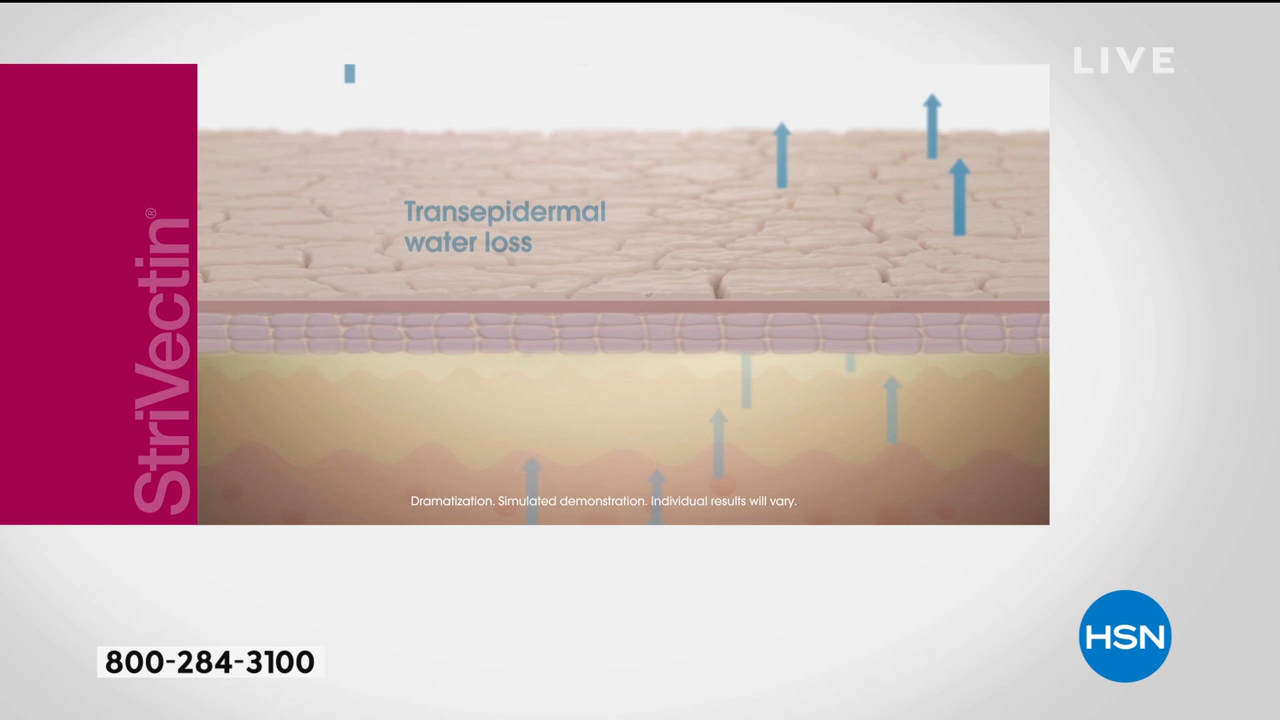 LIVE
StriVectin®
Transepidermal
water loss
Dramatization. Simulated demonstration. Individual results will vary.
800-284-3100
HSN